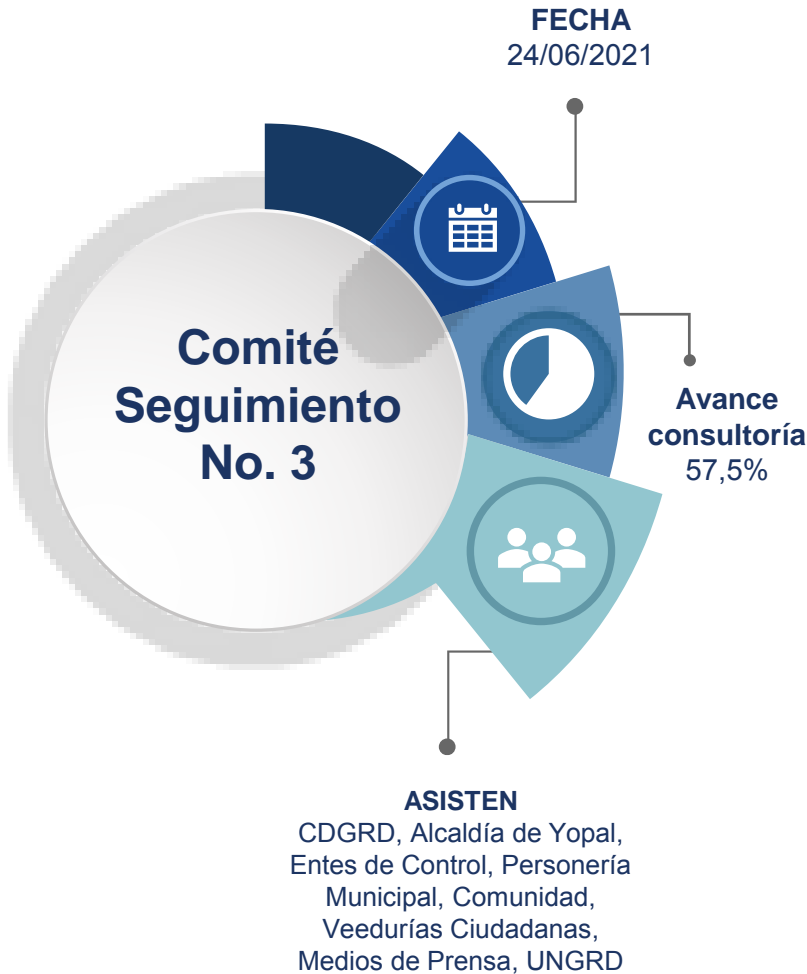 FECHA
24/06/2021
Comité
Seguimiento
No. 3
Avance
consultoría
57,5%
ASISTEN
CDGRD, Alcaldía de Yopal,
Entes de Control, Personería
Municipal, Comunidad,
Veedurías Ciudadanas,
Medios de Prensa, UNGRD